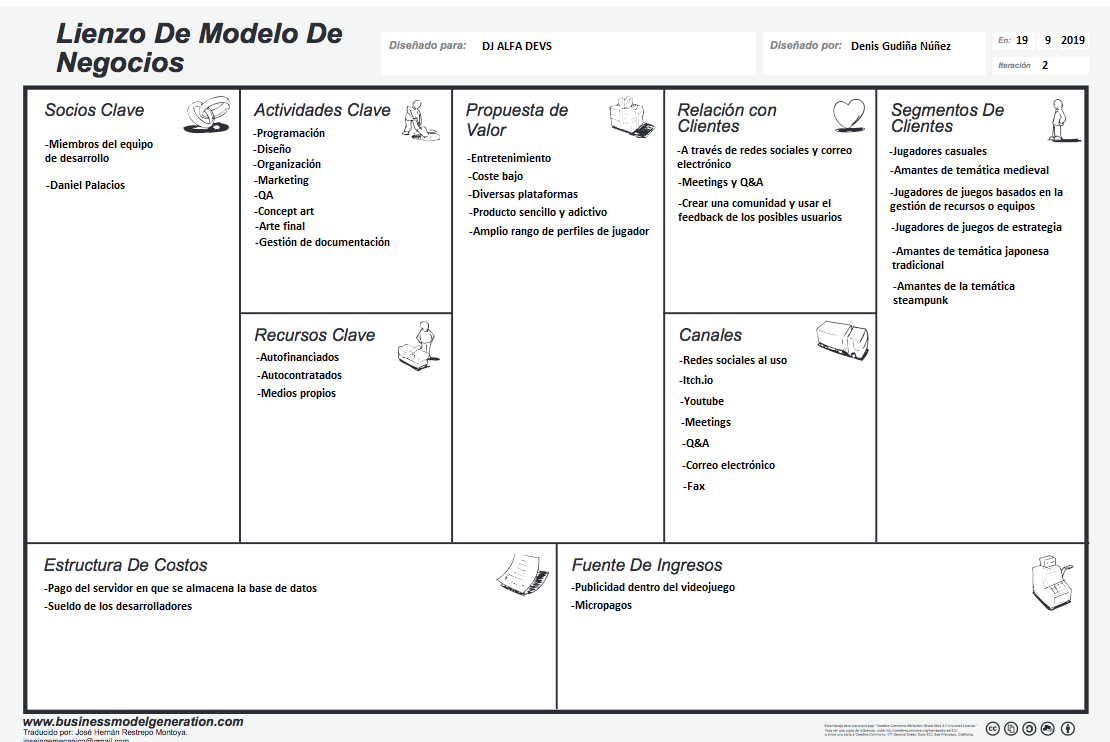 Lienzo De Modelo De
Negocios
Diseñado para: DJ ALFA DEVS
Diseñado por: Denis Gudiña Núñez
En: 19 9 2019
Iteración 2
Socios Clave
-Miembros del equipo
de desarrollo
-Daniel Palacios
Actividades Clave
-Programación
-Diseño
-Organización
-Marketing
-QA
-Concept art
-Arte final
-Gestión de documentación
Recursos Clave
-Autofinanciados
-Autocontratados
-Medios propios
Propuesta de
Valor
-Entretenimiento
-Coste bajo
-Diversas plataformas
-Producto sencillo y adictivo
-Amplio rango de perfiles de jugador
Relación con
Clientes
-A través de redes sociales y correo
electrónico
-Meetings y Q&A
-Crear una comunidad y usar el
feedback de los posibles usuarios
Canales
-Redes sociales al uso
-Itch.io
-Youtube
-Meetings
-Q&A
-Correo electrónico
-Fax
Segmentos De
Clientes
-Jugadores casuales
-Amantes de temática medieval
-Jugadores de juegos basados en la
gestión de recursos o equipos
-Jugadores de juegos de estrategia
-Amantes de temática japonesa
tradicional
-Amantes de la temática
steampunk
Estructura De Costos
-Pago del servidor en que se almacena la base de datos
-Sueldo de los desarrolladores
Fuente De Ingresos
-Publicidad dentro del videojuego
-Micropagos
www.businessmodelgeneration.com
Traducido por: José Hernán Restrepo Montoya.
joseingemecanico@gmail.com
cc